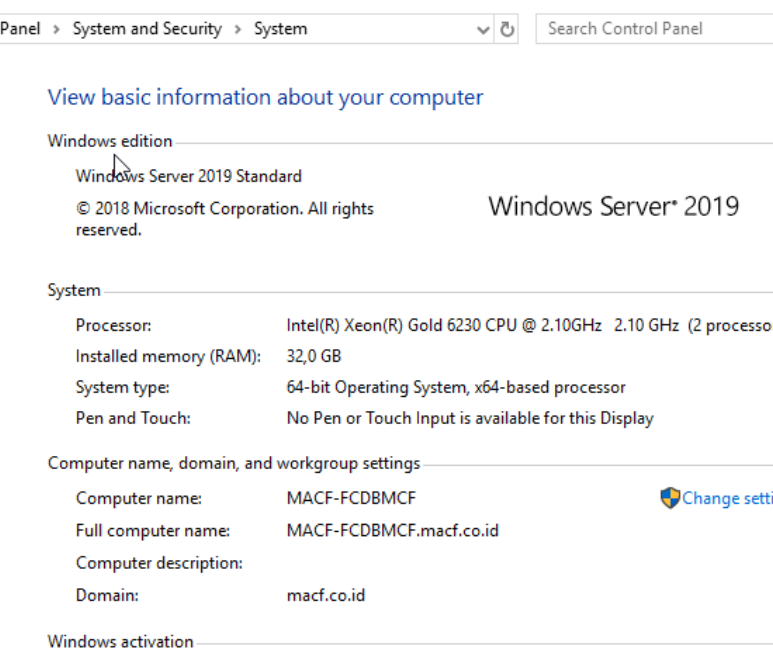 Panel > System and Security > System
Search Control Panel
View basic information about your computer
Windows edition
Windows Server 2019 Standard
© 2018 Microsoft Corporation. All rights
reserved.
Windows Server® 2019
System
Processor: Intel(R) Xeon(R) Gold 6230 CPU @ 2.10GHz 2.10 GHz (2 processo
Installed memory (RAM): 32,0 GB
System type: 64-bit Operating System, x64-based processor
Pen and Touch: No Pen or Touch Input is available for this Display
Computer name, domain, and workgroup settings
Computer name: MACF-FCDBMCF
Change setti
Full computer name: MACF-FCDBMCF.macf.co.id
Computer description:
Domain: macf.co.id
Windows activation